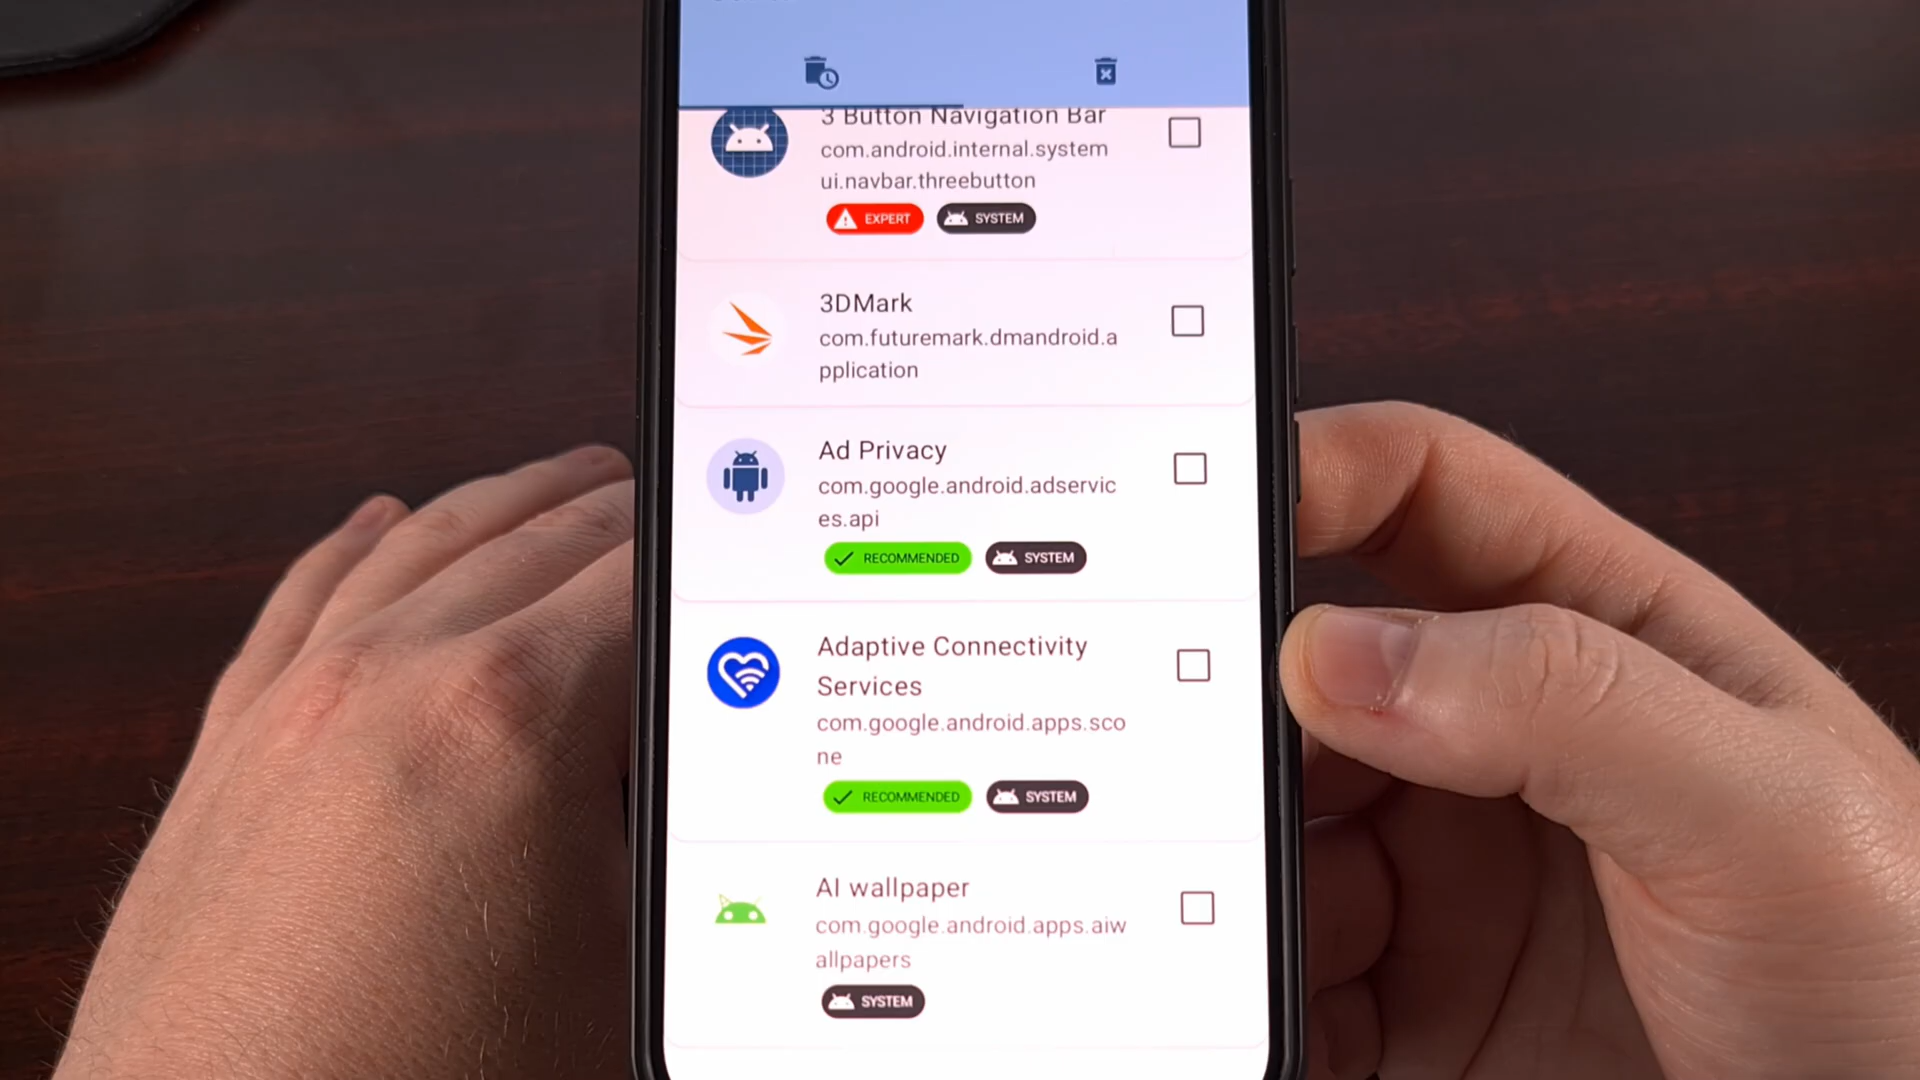 3 Button Navigation Bar
com.android.internal.system
ui.navbar.threebutton
EXPERT SYSTEM
3DMark
com.futuremark.dmandroid.a
pplication
Ad Privacy
com.google.android.adservic
es.api
RECOMMENDED SYSTEM
Adaptive Connectivity
Services
com.google.android.apps.sco
ne
RECOMMENDED SYSTEM
AI wallpaper
com.google.android.apps.aiw
allpapers
SYSTEM